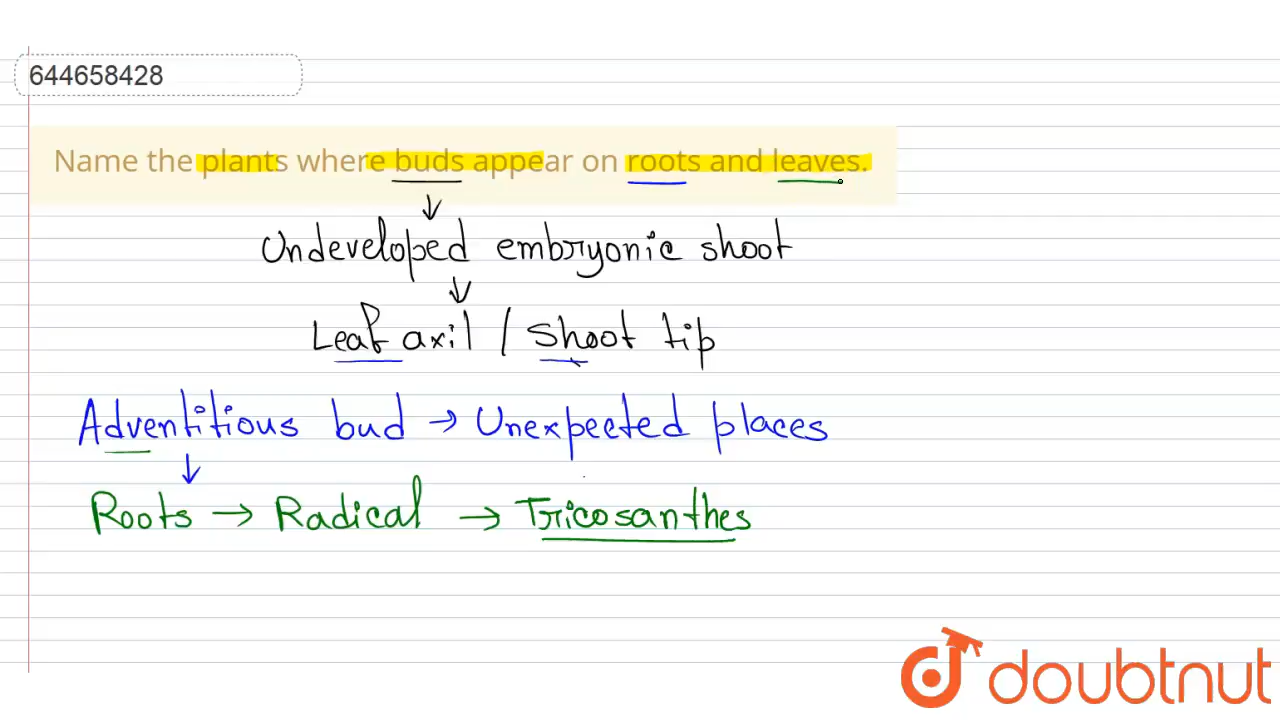 644658428
Name the plants where buds appear on roots and leaves.
↓
Undeveloped embryonic shoot
↓
Leaf axil / Shoot tip
Adventitious bud → Unexpected places
↓
Roots → Radical → Tricosanthes
doubtnut